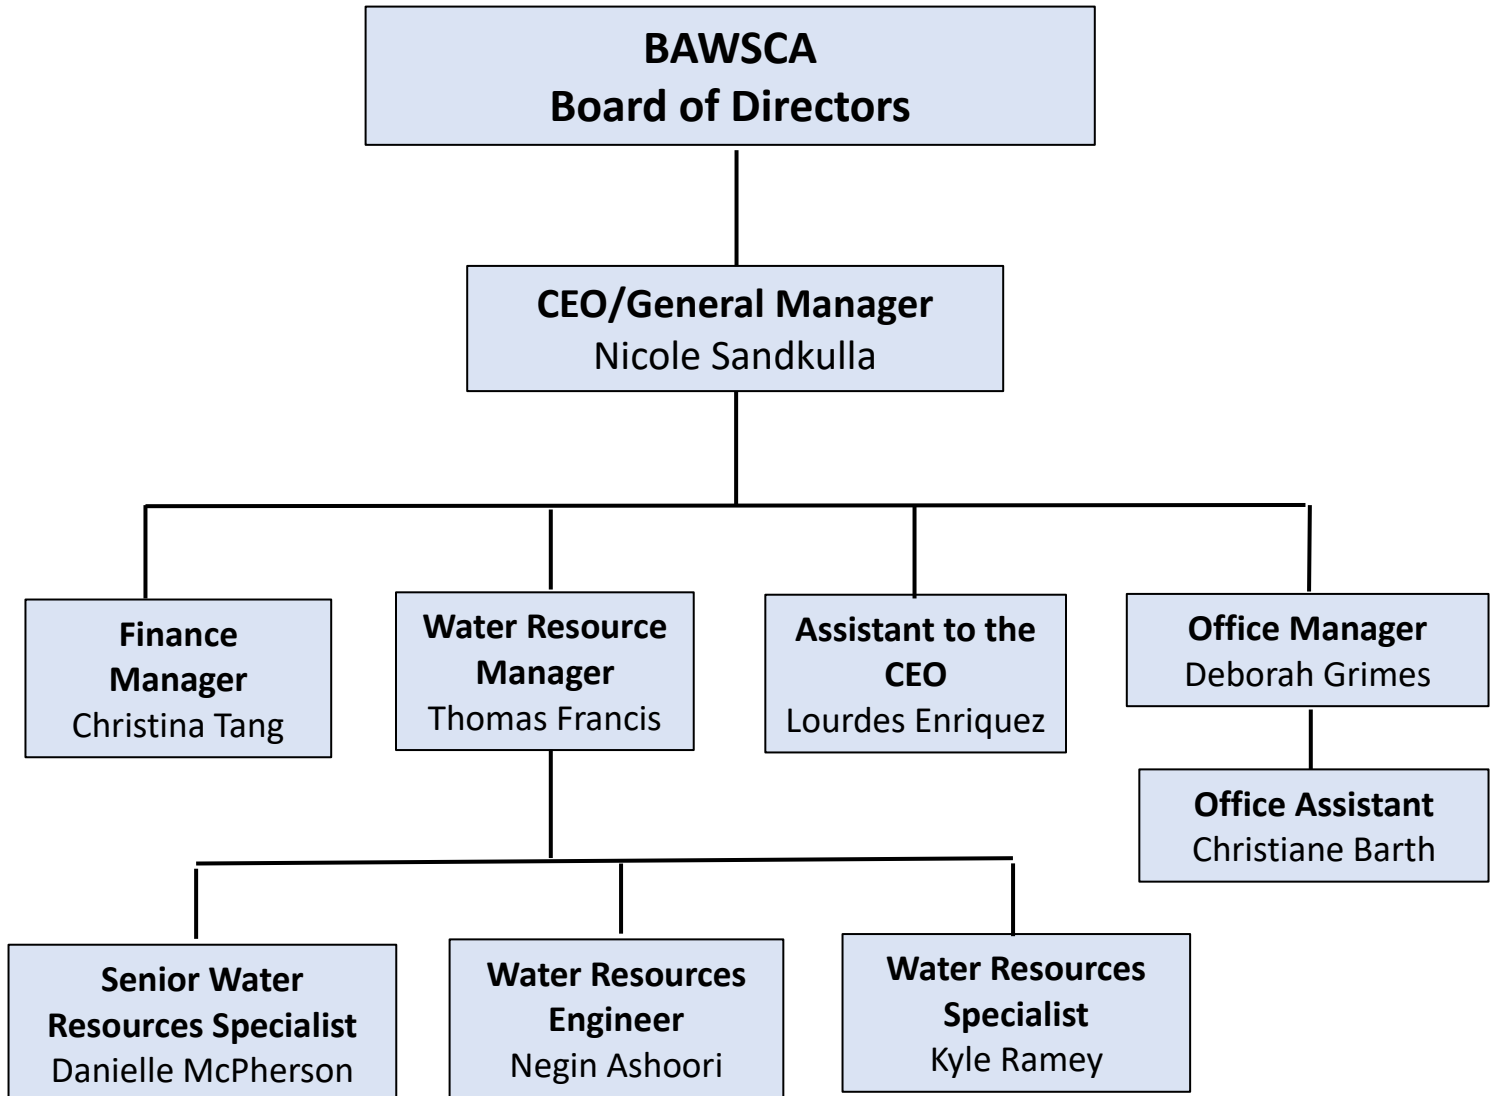 BAWSCA
Board of Directors
CEO/General Manager
Nicole Sandkulla
Finance
Manager
Christina Tang
Water Resource
Manager
Thomas Francis
Assistant to the
CEO
Lourdes Enriquez
Office Manager
Deborah Grimes
Office Assistant
Christiane Barth
Senior Water
Resources Specialist
Danielle McPherson
Water Resources
Engineer
Negin Ashoori
Water Resources
Specialist
Kyle Ramey